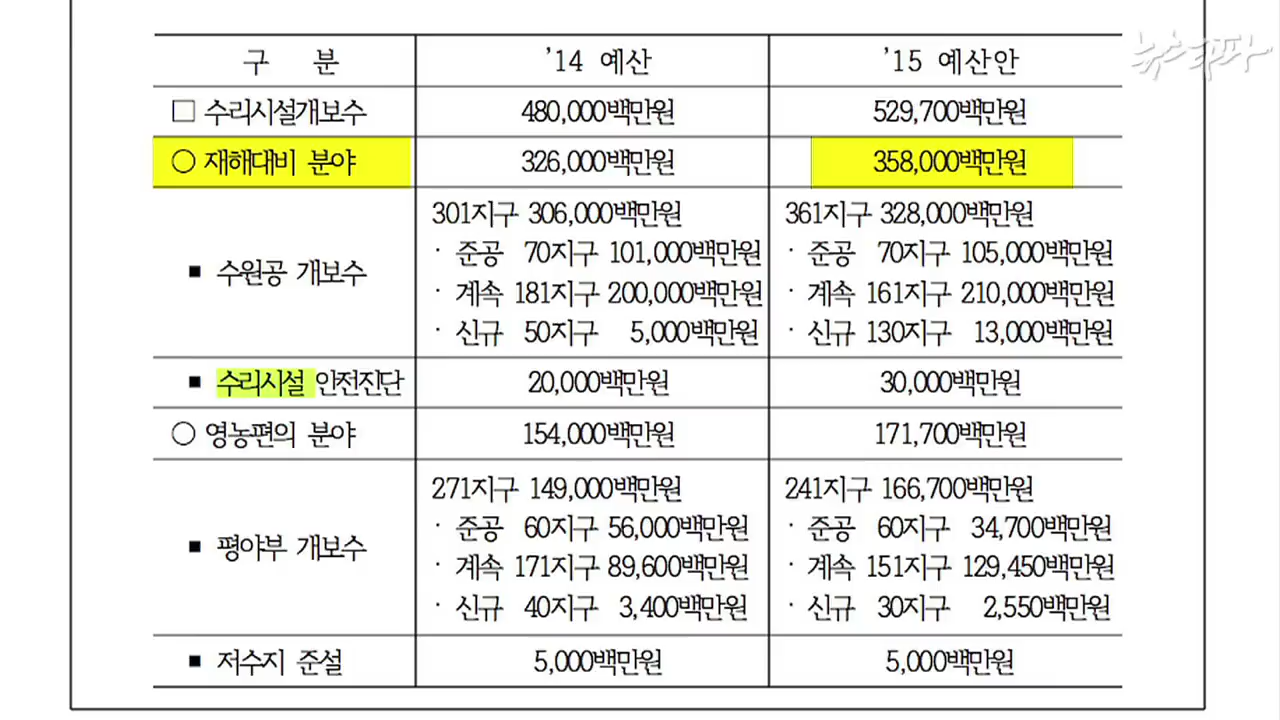 뉴스타파
구 분 '14 예산 '15 예산안
□ 수리시설개보수 480,000백만원 529,700백만원
○ 재해대비 분야 326,000백만원 358,000백만원
■ 수원공 개보수
301지구 306,000백만원
· 준공 70지구 101,000백만원
· 계속 181지구 200,000백만원
· 신규 50지구 5,000백만원
361지구 328,000백만원
· 준공 70지구 105,000백만원
· 계속 161지구 210,000백만원
· 신규 130지구 13,000백만원
■ 수리시설 안전진단 20,000백만원 30,000백만원
○ 영농편의 분야 154,000백만원 171,700백만원
■ 평야부 개보수
271지구 149,000백만원
· 준공 60지구 56,000백만원
· 계속 171지구 89,600백만원
· 신규 40지구 3,400백만원
241지구 166,700백만원
· 준공 60지구 34,700백만원
· 계속 151지구 129,450백만원
· 신규 30지구 2,550백만원
■ 저수지 준설 5,000백만원 5,000백만원